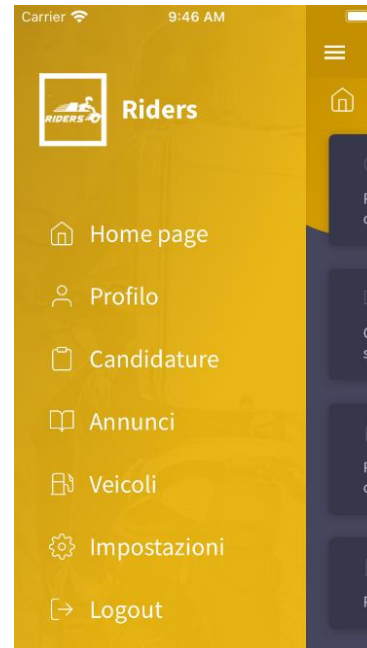 Carrier 9:46 AM
RIDERS
Riders
Home page
Profilo
Candidature
Annunci
Veicoli
Impostazioni
Logout